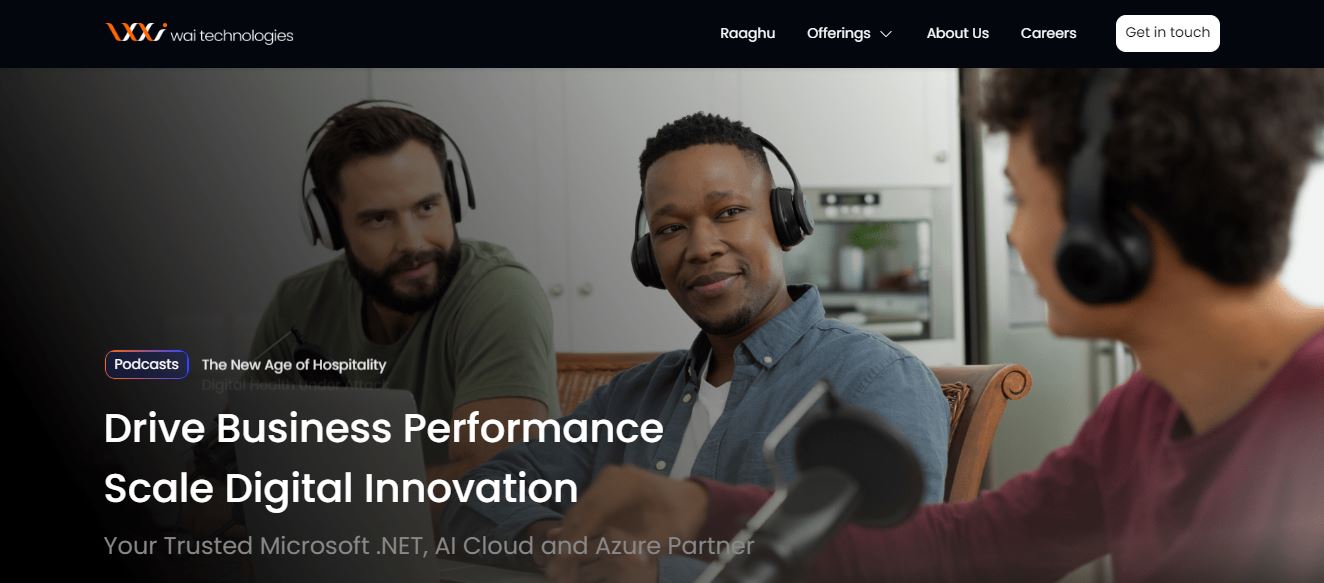 wai technologies
Raaghu
Offerings
About Us
Careers
Get in touch
Podcasts
The New Age of Hospitality
Digital Health Under Attack
Drive Business Performance
Scale Digital Innovation
Your Trusted Microsoft .NET, AI Cloud and Azure Partner